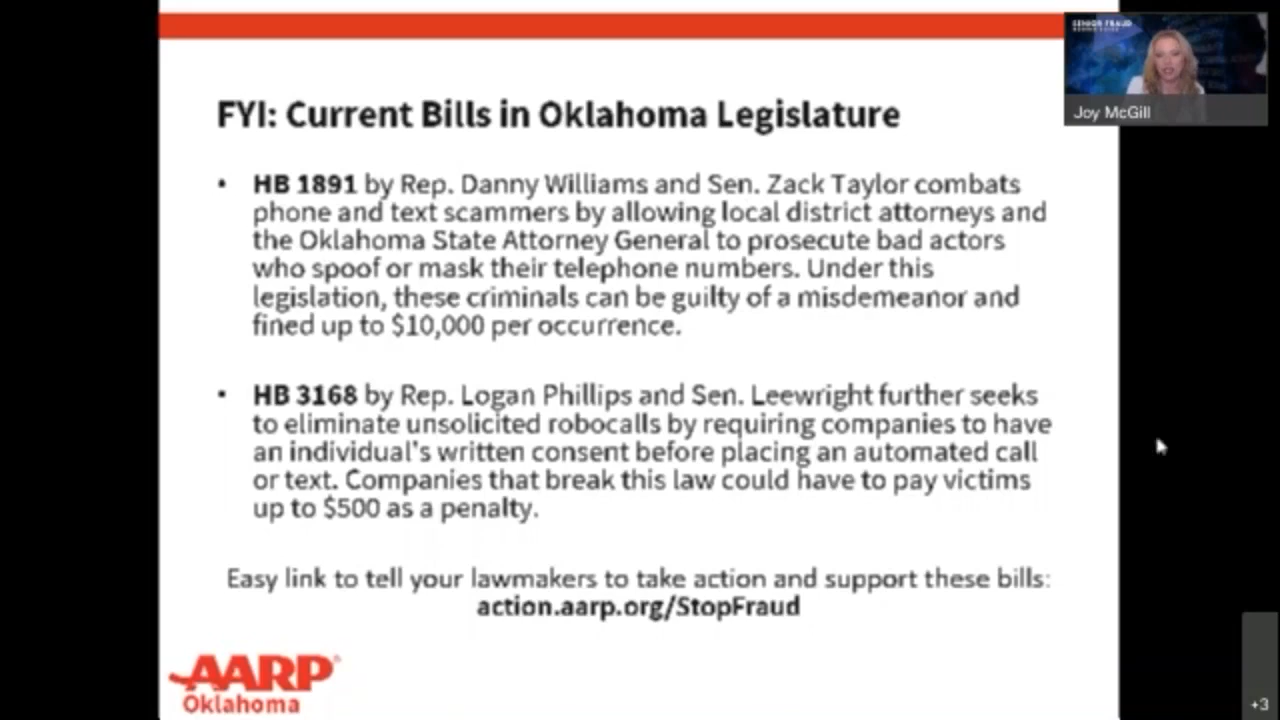 FYI: Current Bills in Oklahoma Legislature
• HB 1891 by Rep. Danny Williams and Sen. Zack Taylor combats
phone and text scammers by allowing local district attorneys and
the Oklahoma State Attorney General to prosecute bad actors
who spoof or mask their telephone numbers. Under this
legislation, these criminals can be guilty of a misdemeanor and
fined up to $10,000 per occurrence.
• HB 3168 by Rep. Logan Phillips and Sen. Leewright further seeks
to eliminate unsolicited robocalls by requiring companies to have
an individual's written consent before placing an automated call
or text. Companies that break this law could have to pay victims
up to $500 as a penalty.
Easy link to tell your lawmakers to take action and support these bills:
action.aarp.org/StopFraud
AARP®
Oklahoma
SENIOR FRAUD
Joy McGill
+3